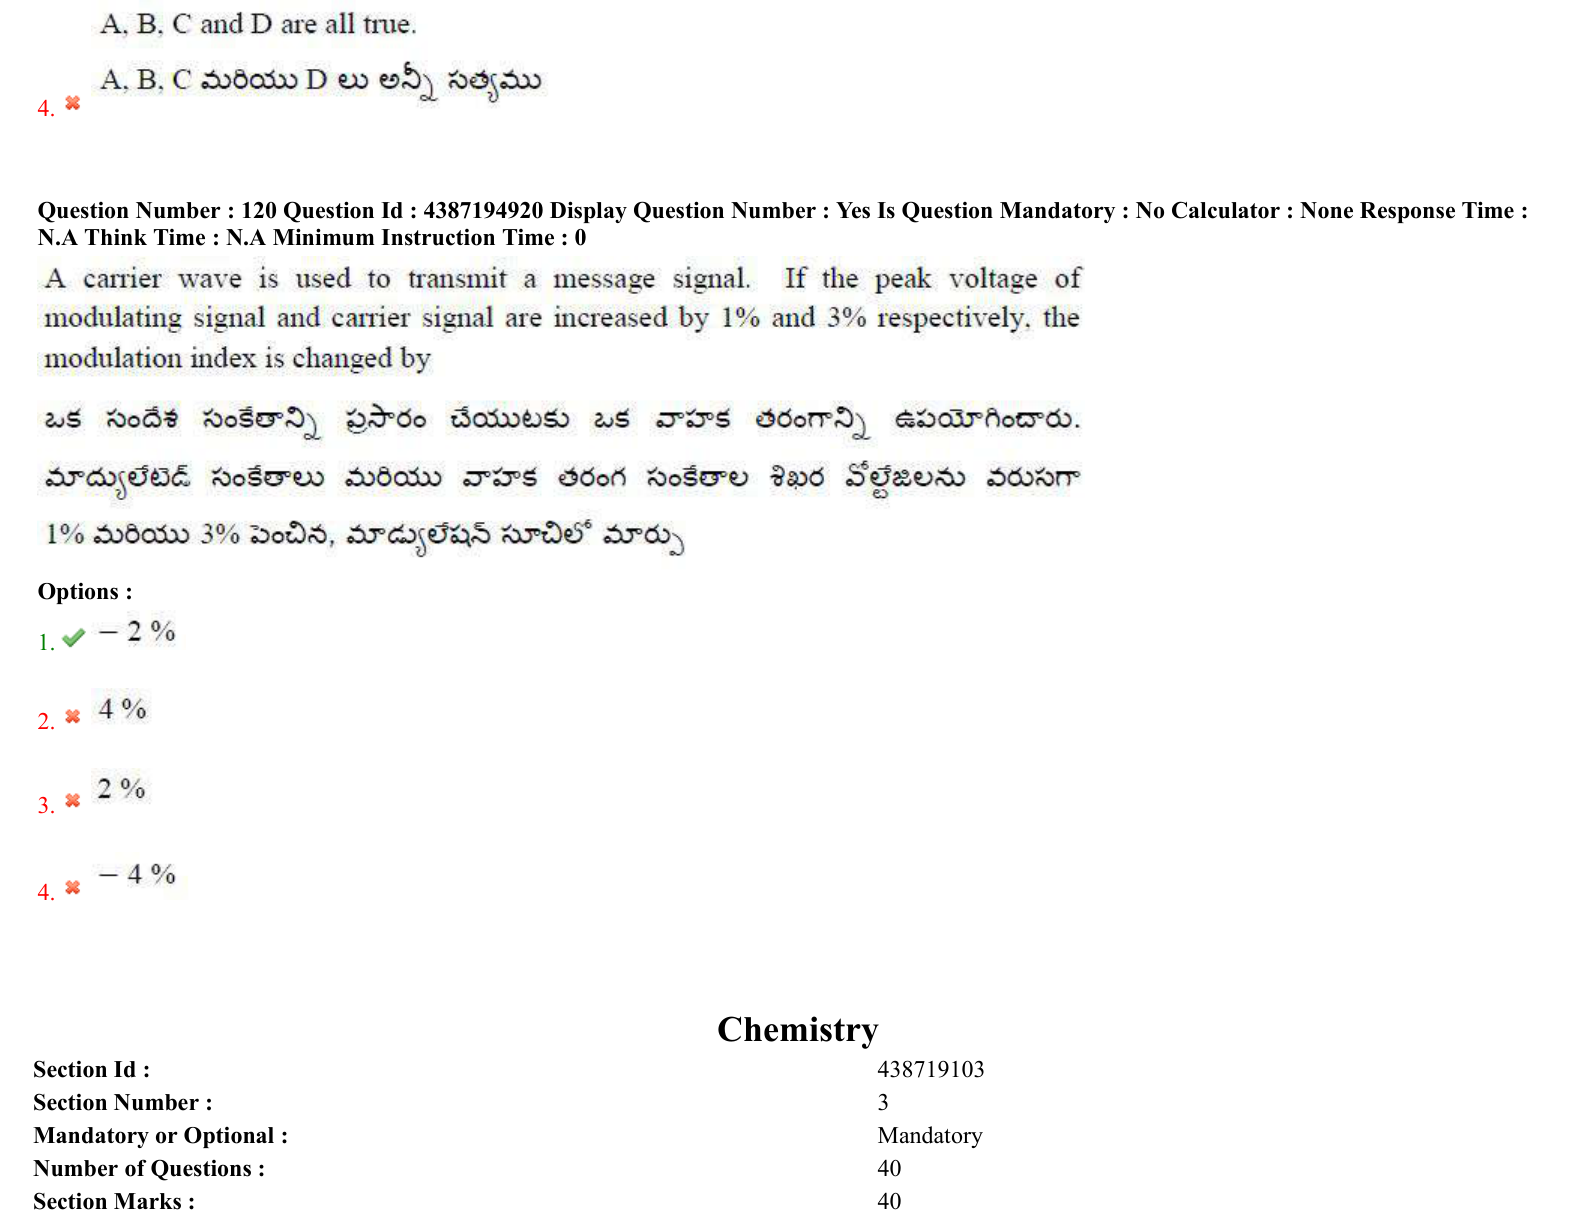 A, B, C and D are all true.
A, B, C మరియు D లు అన్నీ సత్యము
4.
Question Number : 120 Question Id : 4387194920 Display Question Number : Yes Is Question Mandatory : No Calculator : None Response Time :
N.A Think Time : N.A Minimum Instruction Time : 0
A carrier wave is used to transmit a message signal. If the peak voltage of
modulating signal and carrier signal are increased by 1% and 3% respectively, the
modulation index is changed by
ఒక సందేశ సంకేతాన్ని ప్రసారం చేయుటకు ఒక వాహక తరంగాన్ని ఉపయోగించారు.
మాద్యులేటెడ్ సంకేతాలు మరియు వాహక తరంగ సంకేతాల శిఖర వోల్టేజిలను వరుసగా
1% మరియు 3% పెంచిన, మాడ్యులేషన్ సూచిలో మార్పు
Options :
1. – 2 %
2. 4 %
3. 2 %
4. – 4 %
Chemistry
Section Id : 438719103
Section Number : 3
Mandatory or Optional : Mandatory
Number of Questions : 40
Section Marks : 40